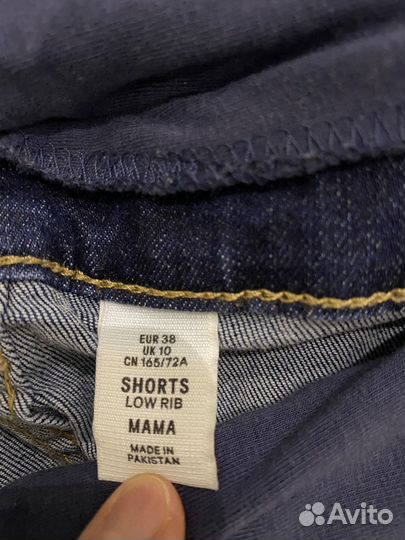 EUR 38
UK 10
CN 165/72A
SHORTS
LOW RIB
MAMA
MADE IN
PAKISTAN
Avito